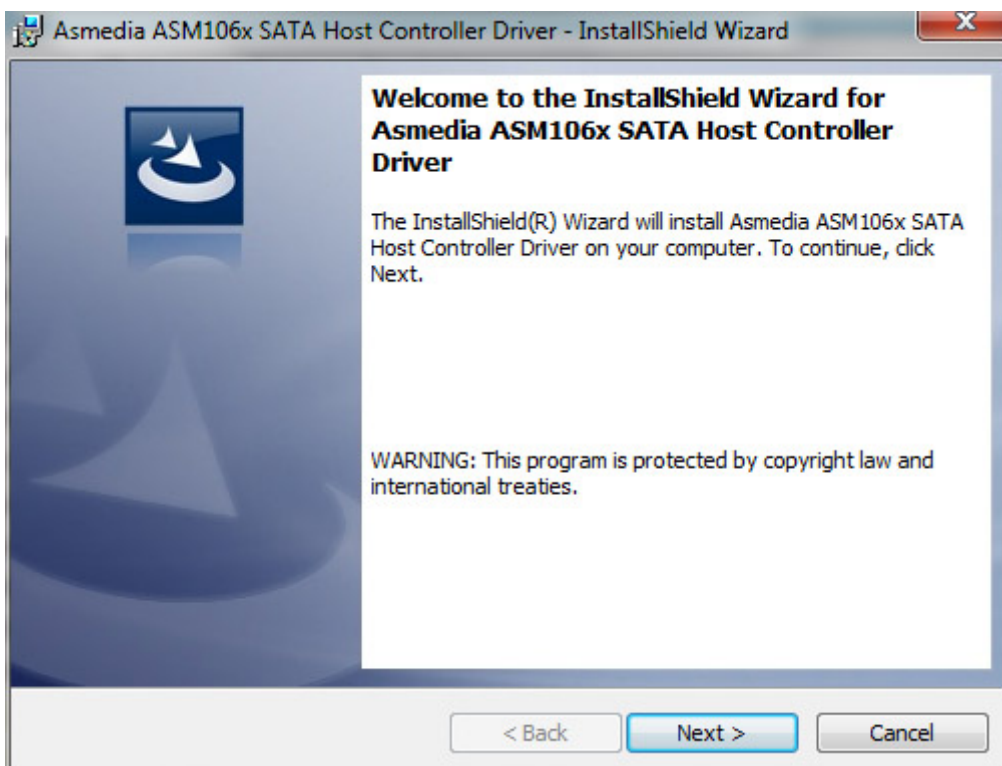 Asmedia ASM106x SATA Host Controller Driver - InstallShield Wizard
Welcome to the InstallShield Wizard for
Asmedia ASM106x SATA Host Controller
Driver
The InstallShield(R) Wizard will install Asmedia ASM106x SATA
Host Controller Driver on your computer. To continue, click
Next.
WARNING: This program is protected by copyright law and
international treaties.
< Back Next > Cancel